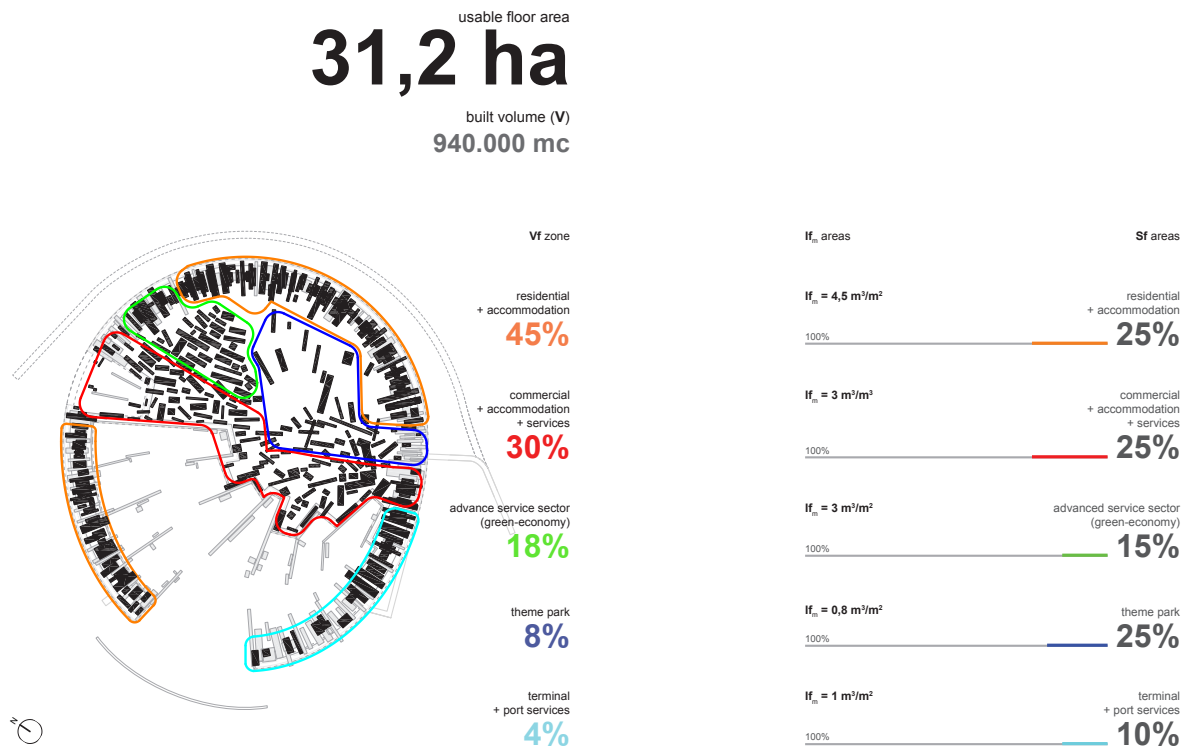 usable floor area
31,2 ha
built volume (V)
940.000 mc
Vf zone
residential
+ accommodation
45%
commercial
+ accommodation
+ services
30%
advance service sector
(green-economy)
18%
theme park
8%
terminal
+ port services
4%
N
Ifm areas
Sf areas
Ifm = 4,5 m³/m²
residential
+ accommodation
100%
25%
Ifm = 3 m³/m³
commercial
+ accommodation
+ services
100%
25%
Ifm = 3 m³/m²
advanced service sector
(green-economy)
100%
15%
Ifm = 0,8 m³/m²
theme park
100%
25%
Ifm = 1 m³/m²
terminal
+ port services
100%
10%